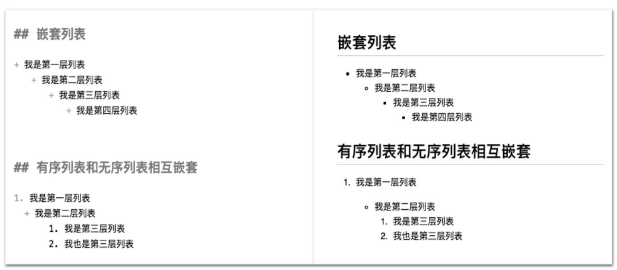 ## 嵌套列表
+ 我是第一层列表
+ 我是第二层列表
+ 我是第三层列表
+ 我是第四层列表
## 有序列表和无序列表相互嵌套
1. 我是第一层列表
+ 我是第二层列表
1. 我是第三层列表
2. 我也是第三层列表
嵌套列表
• 我是第一层列表
◦ 我是第二层列表
▪ 我是第三层列表
▪ 我是第四层列表
有序列表和无序列表相互嵌套
1. 我是第一层列表
◦ 我是第二层列表
1. 我是第三层列表
2. 我也是第三层列表